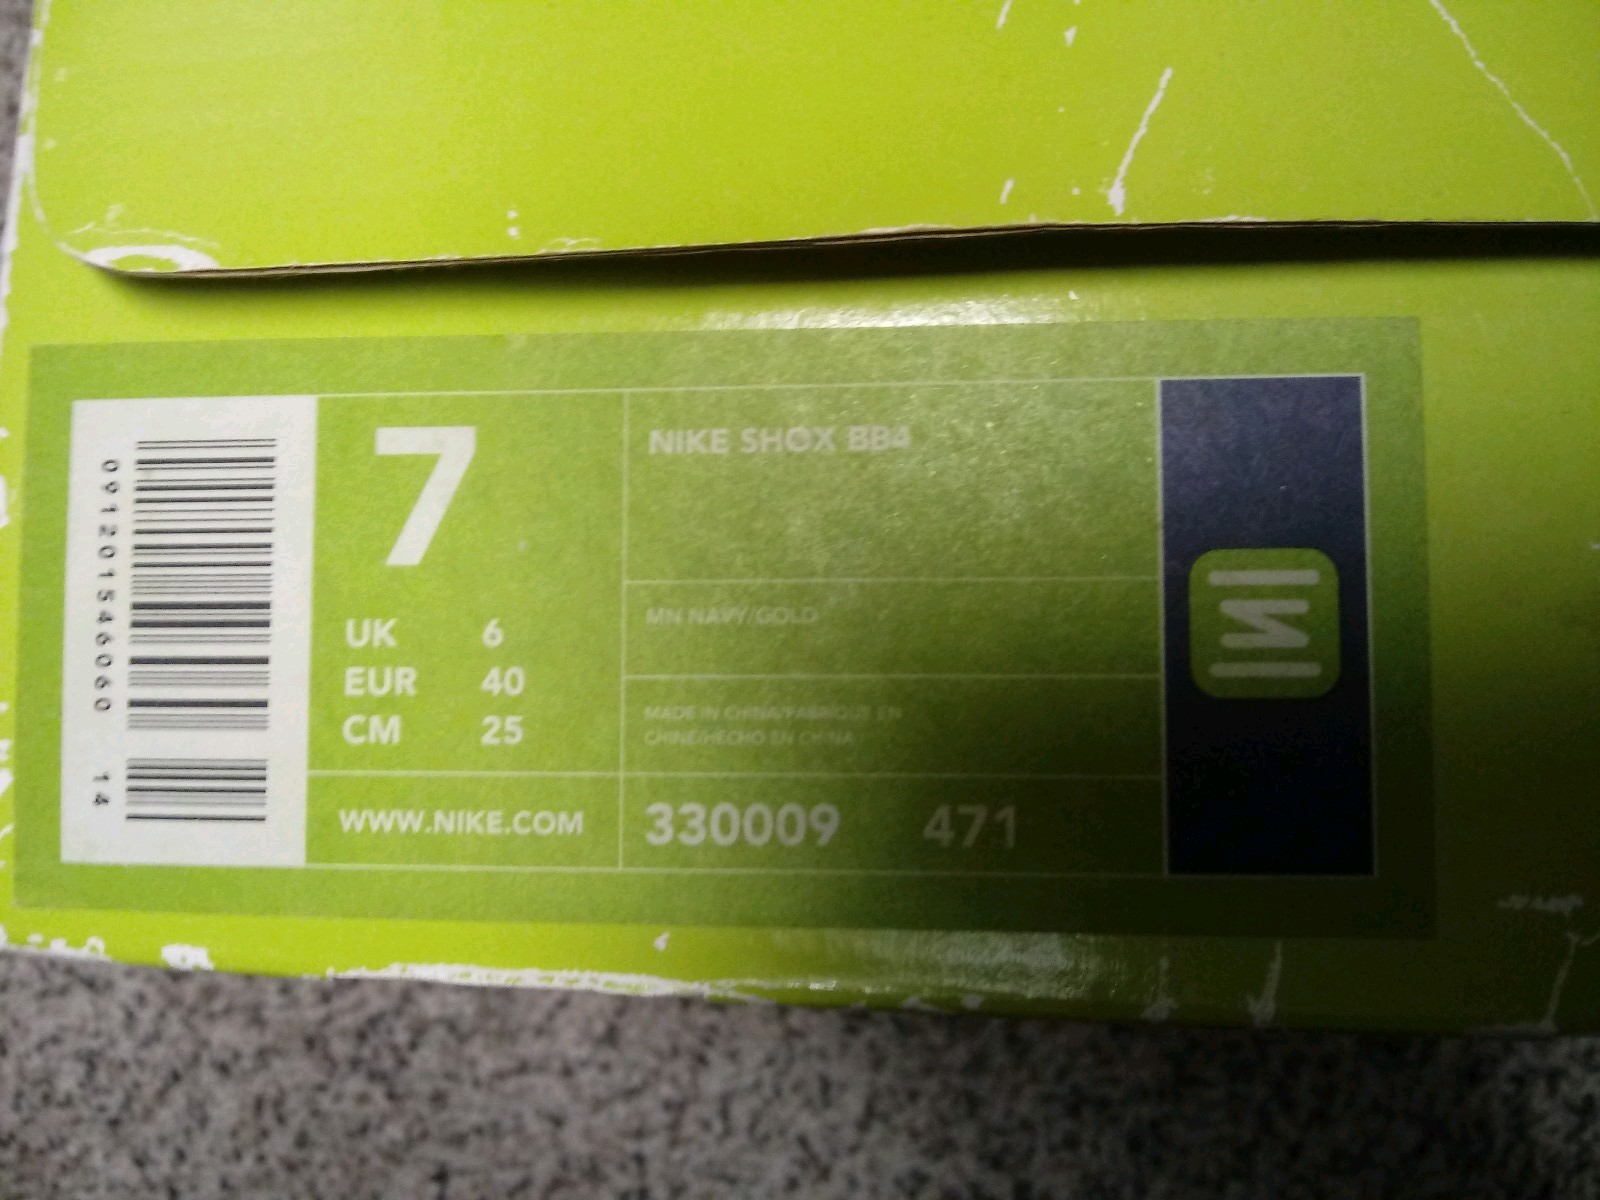 091201546060 14
7
UK 6
EUR 40
CM 25
WWW.NIKE.COM
NIKE SHOX BB4
MN NAVY/GOLD
MADE IN CHINA/FABRIQUE EN
CHINE/HECHO EN CHINA
330009 471